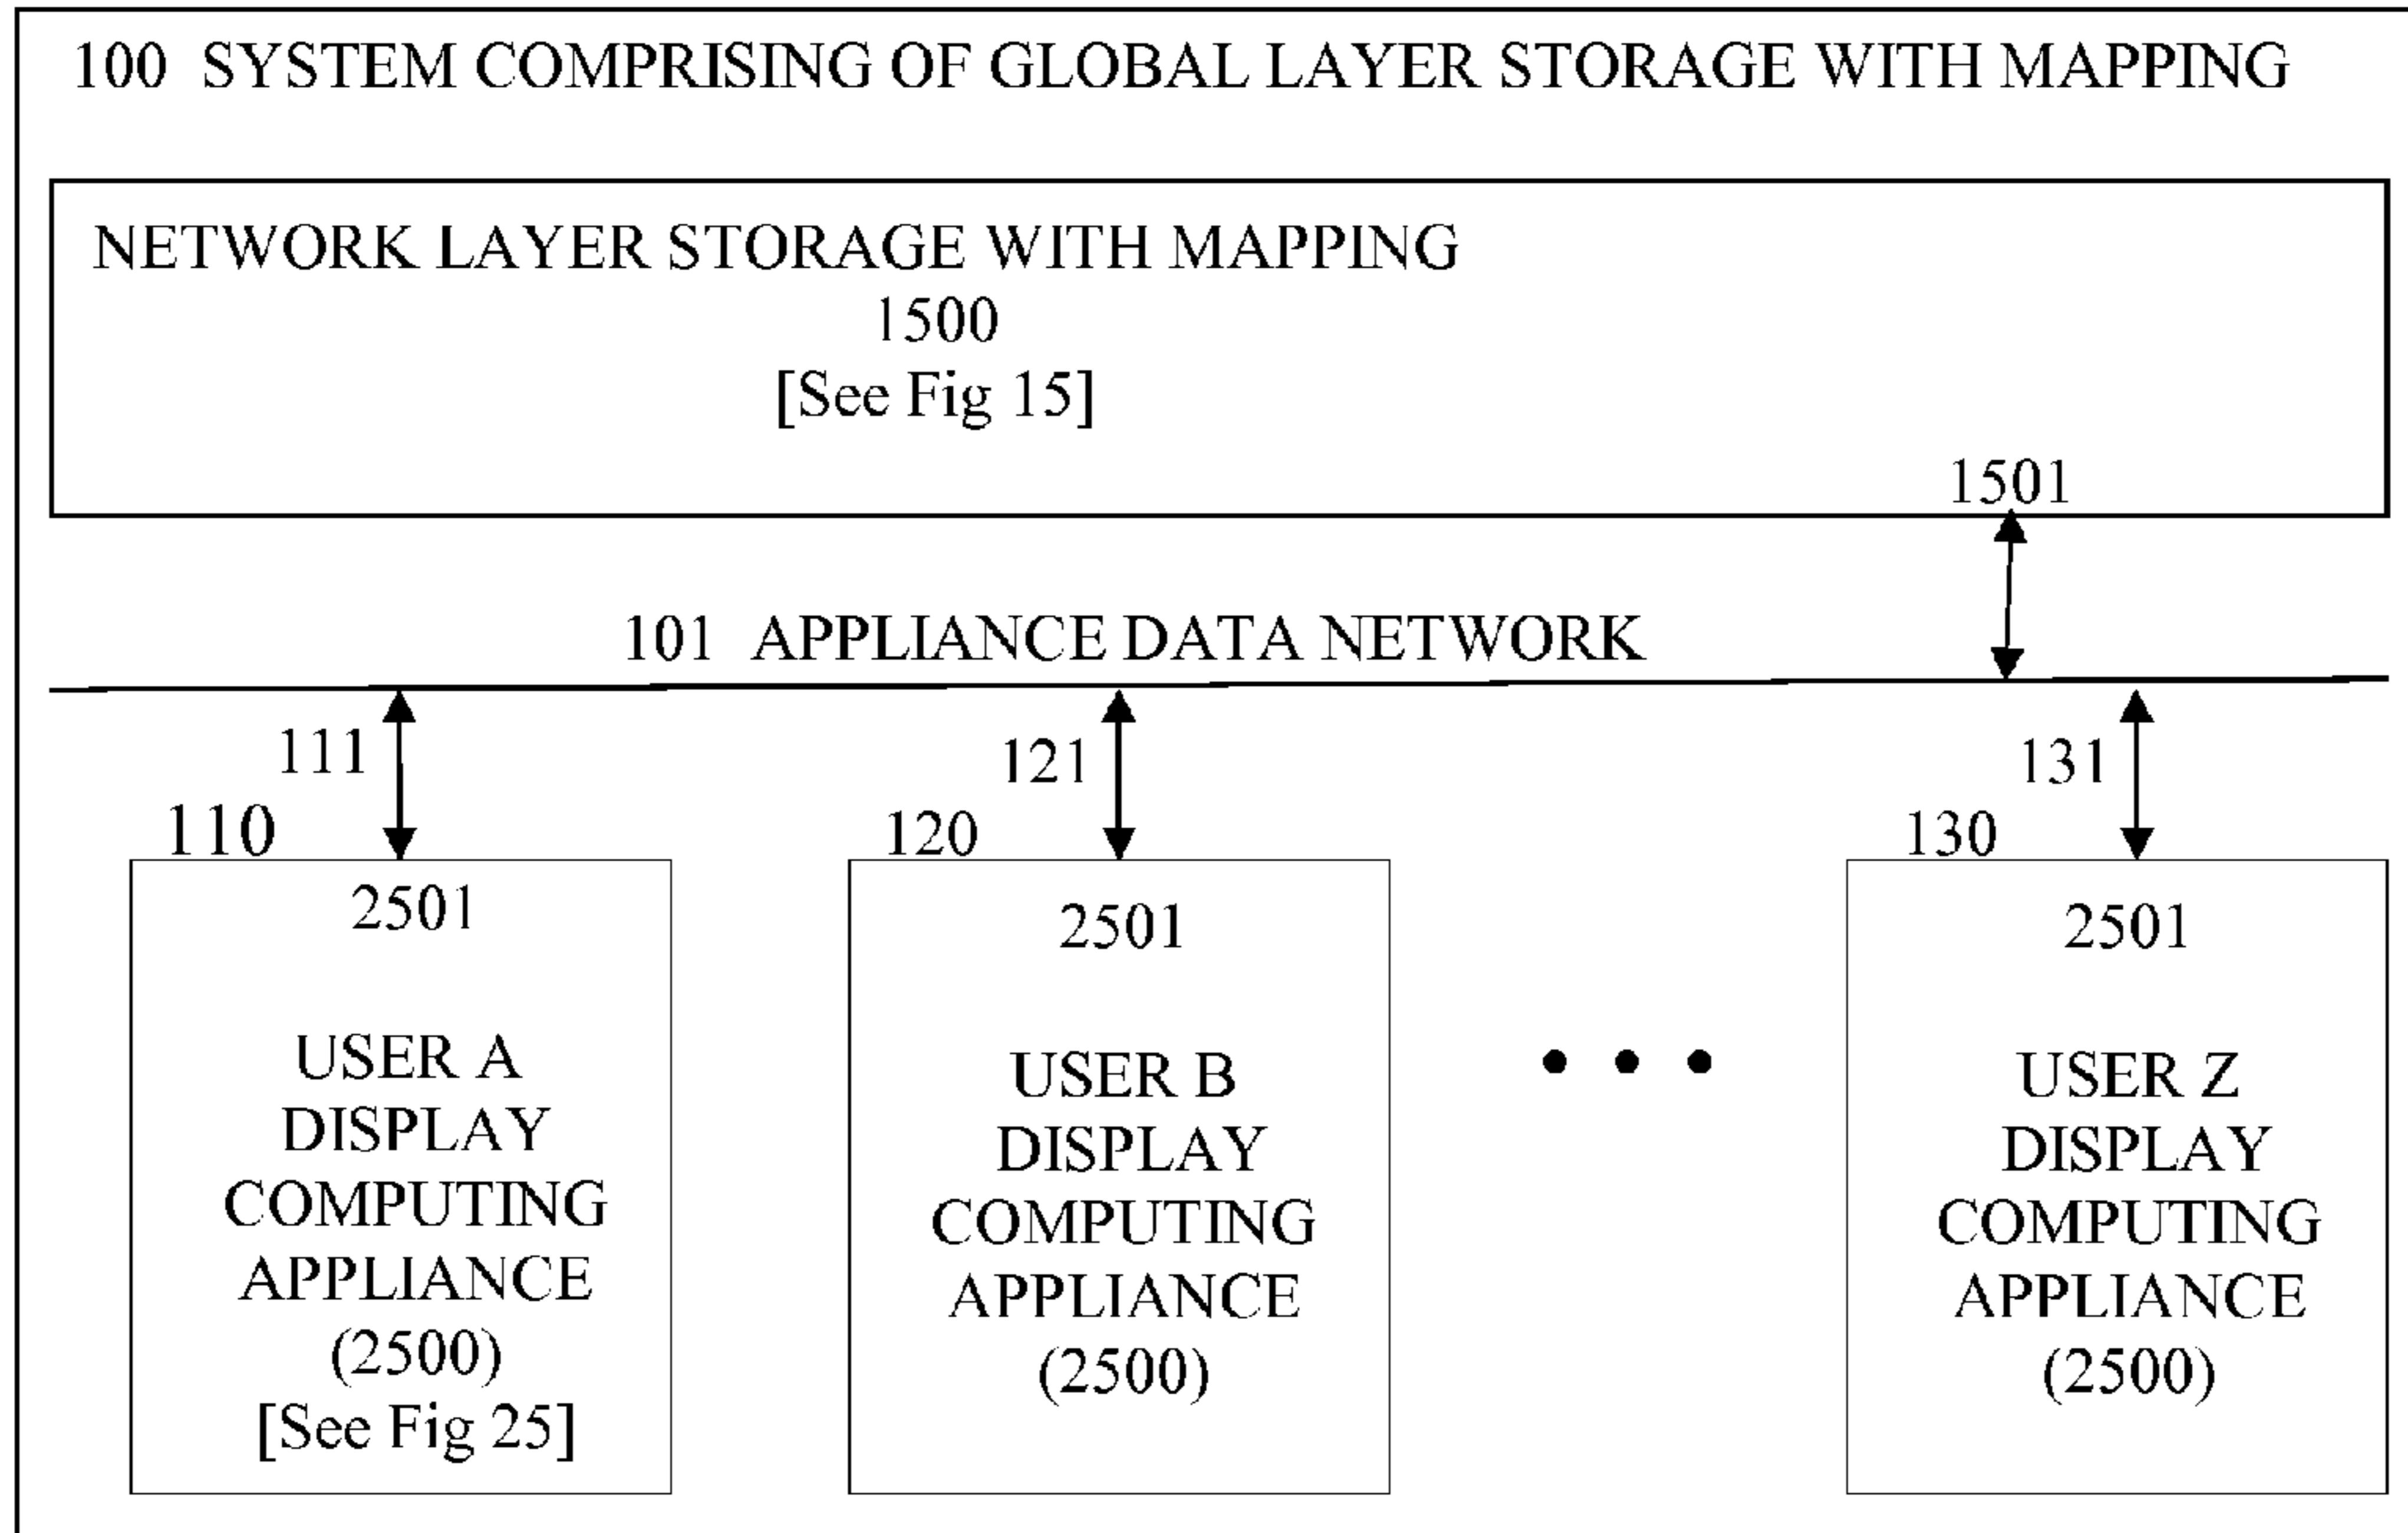 100 SYSTEM COMPRISING OF GLOBAL LAYER STORAGE WITH MAPPING
NETWORK LAYER STORAGE WITH MAPPING
1500
[See Fig 15]
1501
101 APPLIANCE DATA NETWORK
111
121
131
110
120
130
2501
USER A
DISPLAY
COMPUTING
APPLIANCE
(2500)
[See Fig 25]
2501
USER B
DISPLAY
COMPUTING
APPLIANCE
(2500)
• • •
2501
USER Z
DISPLAY
COMPUTING
APPLIANCE
(2500)